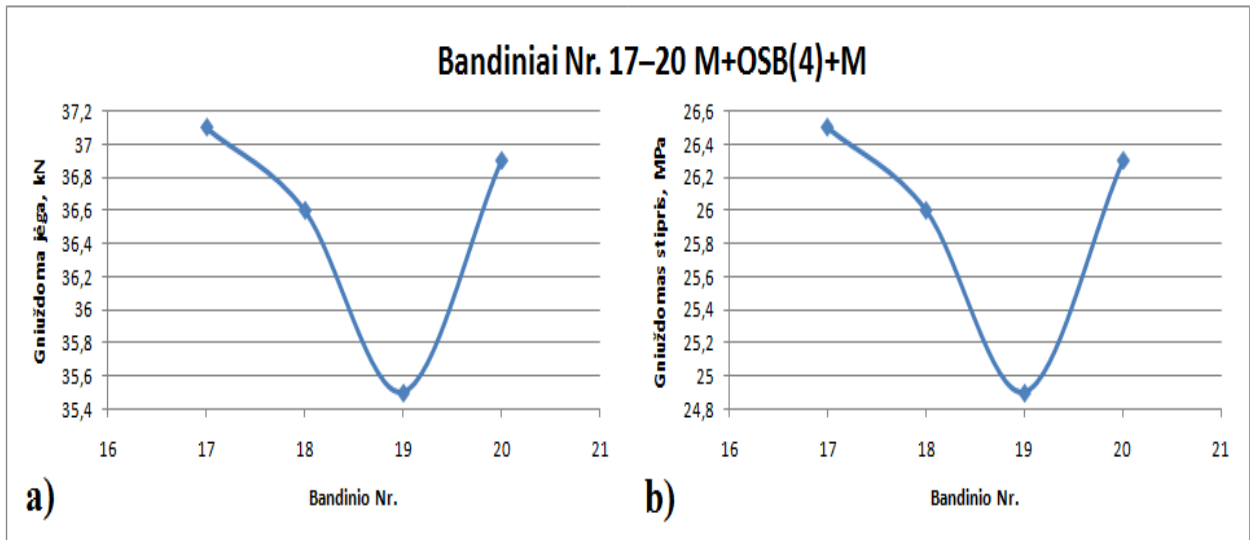 Bandiniai Nr. 17–20 M+OSB(4)+M
Gniuždoma jėga, kN
37,2
37
36,8
36,6
36,4
36,2
36
35,8
35,6
35,4
16 17 18 19 20 21
Bandinio Nr.
a)
Gniuždomas stipris, MPa
26,6
26,4
26,2
26
25,8
25,6
25,4
25,2
25
24,8
16 17 18 19 20 21
Bandinio Nr.
b)